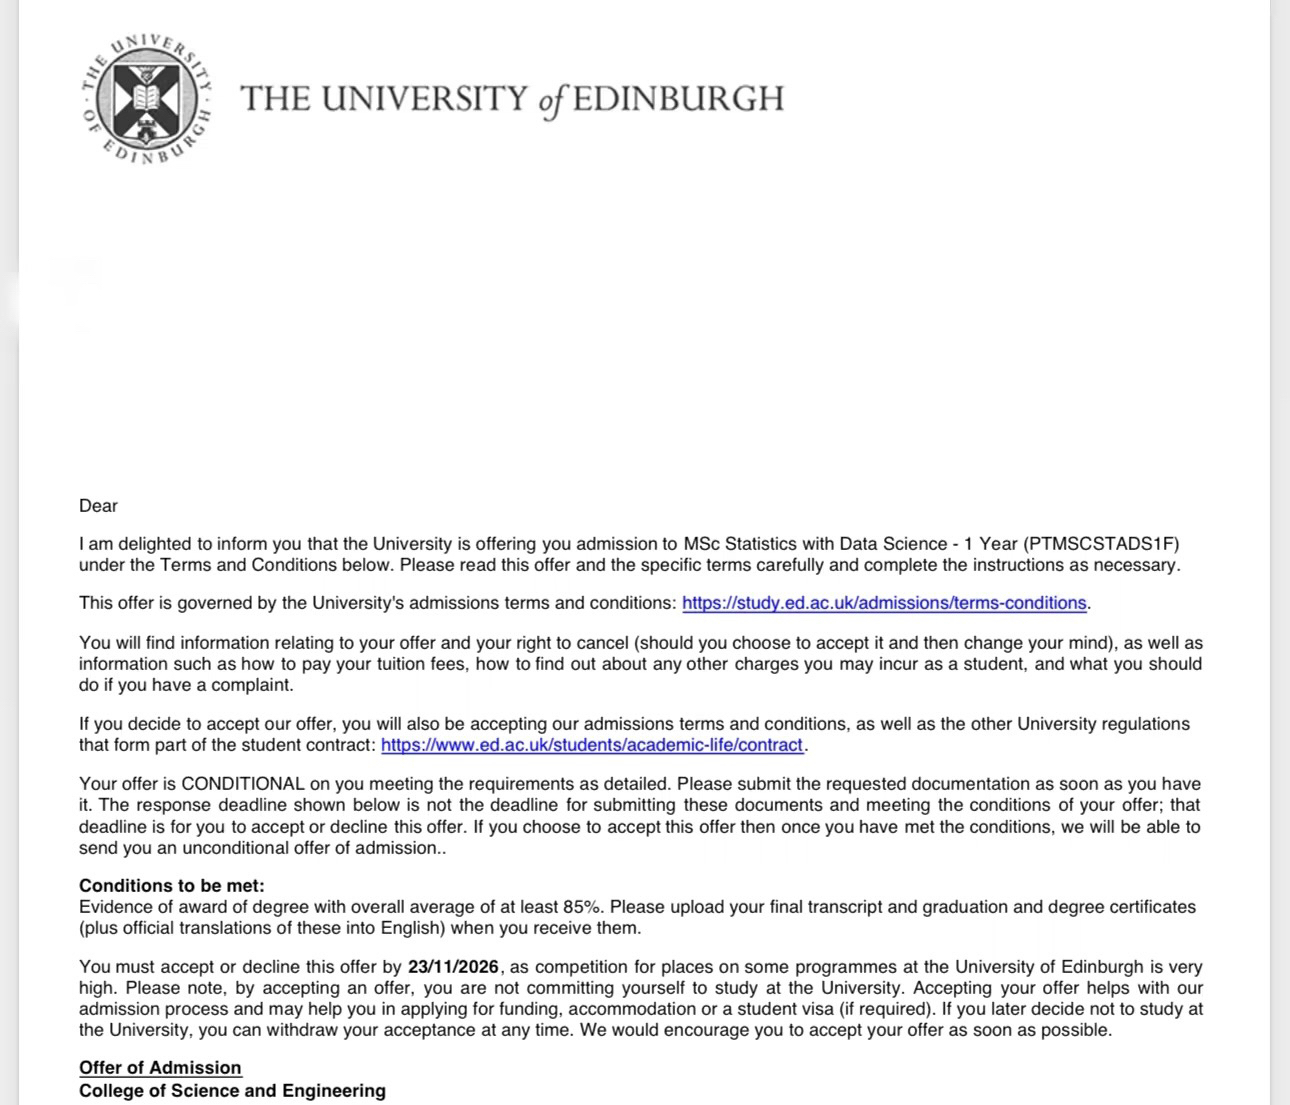 THE UNIVERSITY OF EDINBURGH
THE UNIVERSITY of EDINBURGH
Dear
I am delighted to inform you that the University is offering you admission to MSc Statistics with Data Science - 1 Year (PTMSCSTADS1F)
under the Terms and Conditions below. Please read this offer and the specific terms carefully and complete the instructions as necessary.
This offer is governed by the University's admissions terms and conditions: https://study.ed.ac.uk/admissions/terms-conditions.
You will find information relating to your offer and your right to cancel (should you choose to accept it and then change your mind), as well as
information such as how to pay your tuition fees, how to find out about any other charges you may incur as a student, and what you should
do if you have a complaint.
If you decide to accept our offer, you will also be accepting our admissions terms and conditions, as well as the other University regulations
that form part of the student contract: https://www.ed.ac.uk/students/academic-life/contract.
Your offer is CONDITIONAL on you meeting the requirements as detailed. Please submit the requested documentation as soon as you have
it. The response deadline shown below is not the deadline for submitting these documents and meeting the conditions of your offer; that
deadline is for you to accept or decline this offer. If you choose to accept this offer then once you have met the conditions, we will be able to
send you an unconditional offer of admission..
Conditions to be met:
Evidence of award of degree with overall average of at least 85%. Please upload your final transcript and graduation and degree certificates
(plus official translations of these into English) when you receive them.
You must accept or decline this offer by 23/11/2026, as competition for places on some programmes at the University of Edinburgh is very
high. Please note, by accepting an offer, you are not committing yourself to study at the University. Accepting your offer helps with our
admission process and may help you in applying for funding, accommodation or a student visa (if required). If you later decide not to study at
the University, you can withdraw your acceptance at any time. We would encourage you to accept your offer as soon as possible.
Offer of Admission
College of Science and Engineering